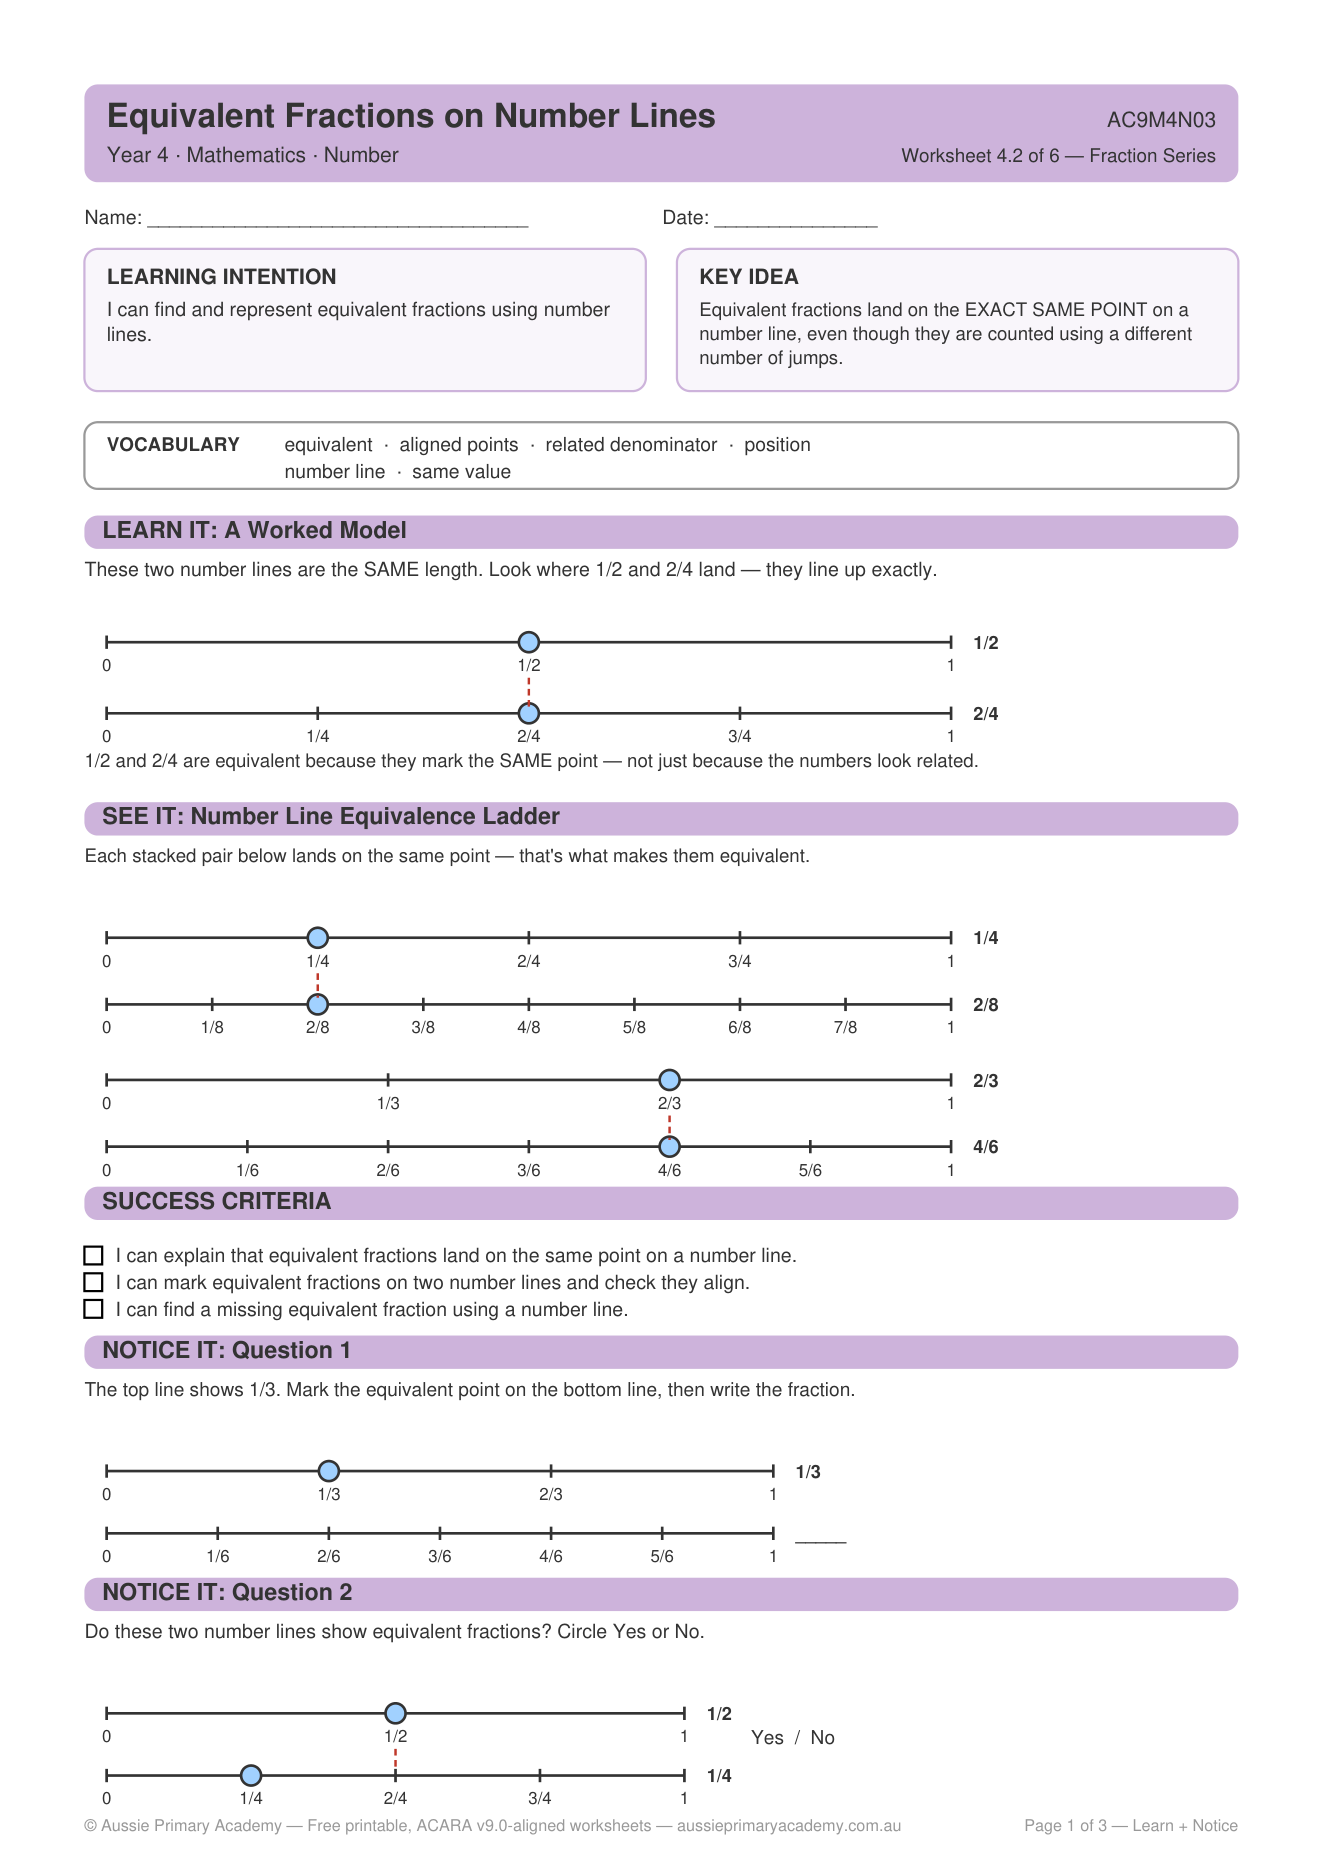 Equivalent Fractions on Number Lines
AC9M4N03
Year 4 · Mathematics · Number
Worksheet 4.2 of 6 — Fraction Series
Name: ___________________________________
Date: _______________
LEARNING INTENTION
I can find and represent equivalent fractions using number
lines.
KEY IDEA
Equivalent fractions land on the EXACT SAME POINT on a
number line, even though they are counted using a different
number of jumps.
VOCABULARY
equivalent · aligned points · related denominator · position
number line · same value
LEARN IT: A Worked Model
These two number lines are the SAME length. Look where 1/2 and 2/4 land — they line up exactly.
1/2
0 1/2 1
2/4
0 1/4 2/4 3/4 1
1/2 and 2/4 are equivalent because they mark the SAME point — not just because the numbers look related.
SEE IT: Number Line Equivalence Ladder
Each stacked pair below lands on the same point — that's what makes them equivalent.
1/4
0 1/4 2/4 3/4 1
2/8
0 1/8 2/8 3/8 4/8 5/8 6/8 7/8 1
2/3
0 1/3 2/3 1
4/6
0 1/6 2/6 3/6 4/6 5/6 1
SUCCESS CRITERIA
I can explain that equivalent fractions land on the same point on a number line.
I can mark equivalent fractions on two number lines and check they align.
I can find a missing equivalent fraction using a number line.
NOTICE IT: Question 1
The top line shows 1/3. Mark the equivalent point on the bottom line, then write the fraction.
1/3
0 1/3 2/3 1
_____
0 1/6 2/6 3/6 4/6 5/6 1
NOTICE IT: Question 2
Do these two number lines show equivalent fractions? Circle Yes or No.
1/2
0 1/2 1
Yes / No
1/4
0 1/4 2/4 3/4 1
© Aussie Primary Academy — Free printable, ACARA v9.0-aligned worksheets — aussieprimaryacademy.com.au
Page 1 of 3 — Learn + Notice